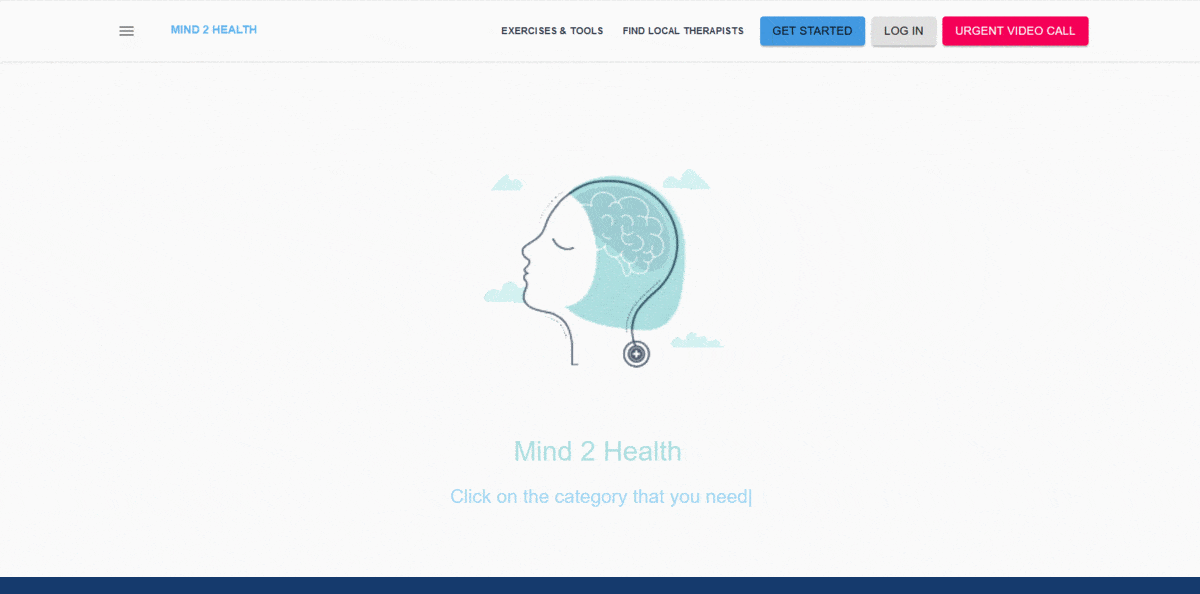 MIND 2 HEALTH
EXERCISES & TOOLS
FIND LOCAL THERAPISTS
GET STARTED
LOG IN
URGENT VIDEO CALL
Mind 2 Health
Click on the category that you need|